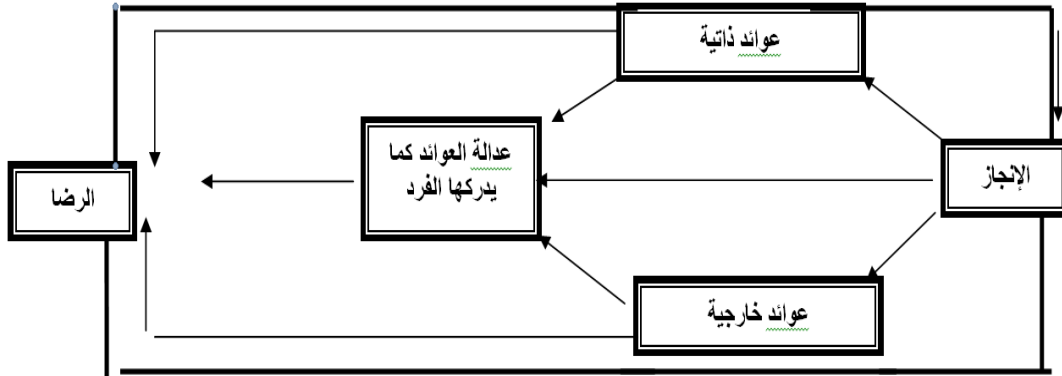 عوائد ذاتية
الإنجاز
عدالة العوائد كما
يدركها الفرد
الرضا
عوائد خارجية